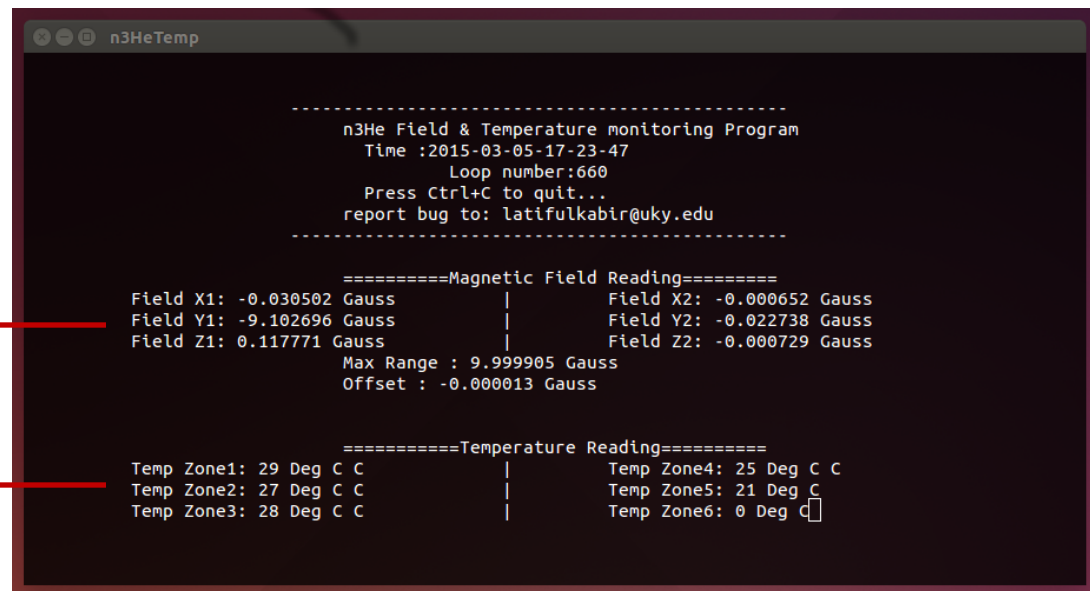 n3HeTemp
-----------------------------------------------
n3He Field & Temperature monitoring Program
Time :2015-03-05-17-23-47
Loop number:660
Press Ctrl+C to quit...
report bug to: latifulkabir@uky.edu
-----------------------------------------------
==========Magnetic Field Reading=========
Field X1: -0.030502 Gauss | Field X2: -0.000652 Gauss
Field Y1: -9.102696 Gauss | Field Y2: -0.022738 Gauss
Field Z1: 0.117771 Gauss | Field Z2: -0.000729 Gauss
Max Range : 9.999905 Gauss
Offset : -0.000013 Gauss
===========Temperature Reading==========
Temp Zone1: 29 Deg C C | Temp Zone4: 25 Deg C C
Temp Zone2: 27 Deg C C | Temp Zone5: 21 Deg C
Temp Zone3: 28 Deg C C | Temp Zone6: 0 Deg C